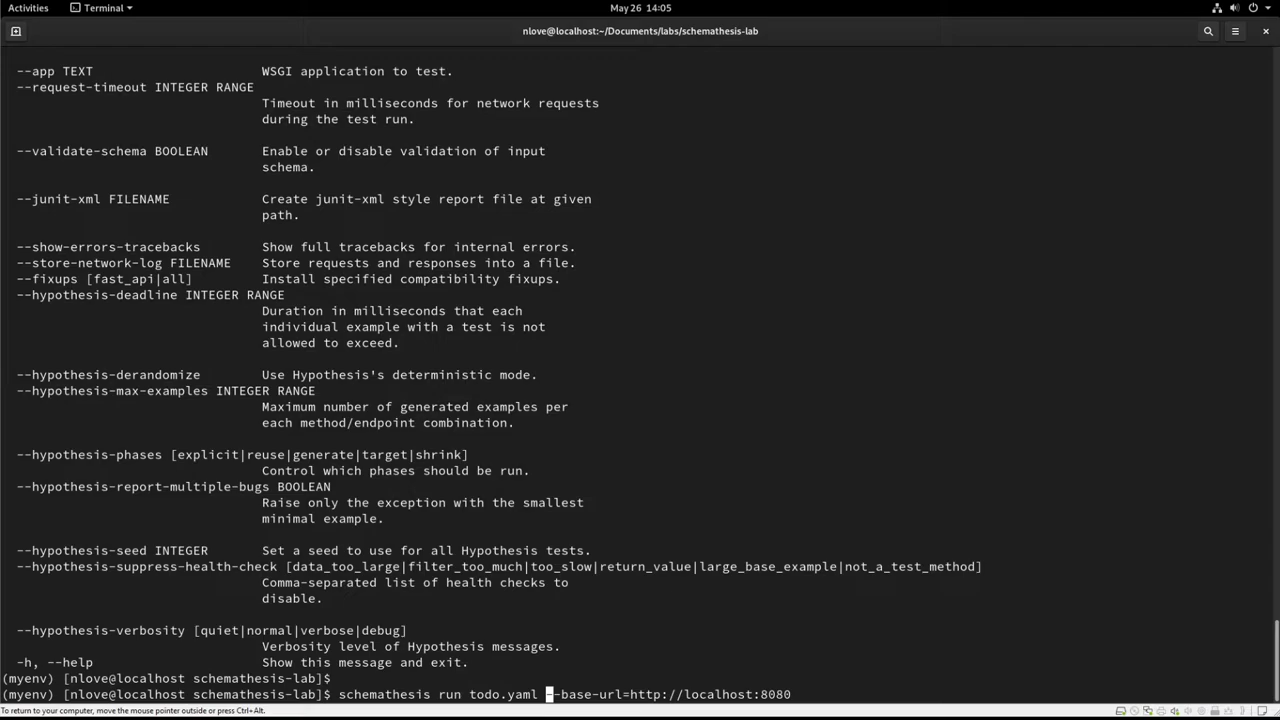 Activities Terminal May 26 14:05
nlove@localhost:~/Documents/labs/schemathesis-lab
--app TEXT WSGI application to test.
--request-timeout INTEGER RANGE
Timeout in milliseconds for network requests
during the test run.
--validate-schema BOOLEAN Enable or disable validation of input
schema.
--junit-xml FILENAME Create junit-xml style report file at given
path.
--show-errors-tracebacks Show full tracebacks for internal errors.
--store-network-log FILENAME Store requests and responses into a file.
--fixups [fast_api|all] Install specified compatibility fixups.
--hypothesis-deadline INTEGER RANGE
Duration in milliseconds that each
individual example with a test is not
allowed to exceed.
--hypothesis-derandomize Use Hypothesis's deterministic mode.
--hypothesis-max-examples INTEGER RANGE
Maximum number of generated examples per
each method/endpoint combination.
--hypothesis-phases [explicit|reuse|generate|target|shrink]
Control which phases should be run.
--hypothesis-report-multiple-bugs BOOLEAN
Raise only the exception with the smallest
minimal example.
--hypothesis-seed INTEGER Set a seed to use for all Hypothesis tests.
--hypothesis-suppress-health-check [data_too_large|filter_too_much|too_slow|return_value|large_base_example|not_a_test_method]
Comma-separated list of health checks to
disable.
--hypothesis-verbosity [quiet|normal|verbose|debug]
Verbosity level of Hypothesis messages.
-h, --help Show this message and exit.
(myenv) [nlove@localhost schemathesis-lab]$
(myenv) [nlove@localhost schemathesis-lab]$ schemathesis run todo.yaml --base-url=http://localhost:8080
To return to your computer, move the mouse pointer outside or press Ctrl+Alt.